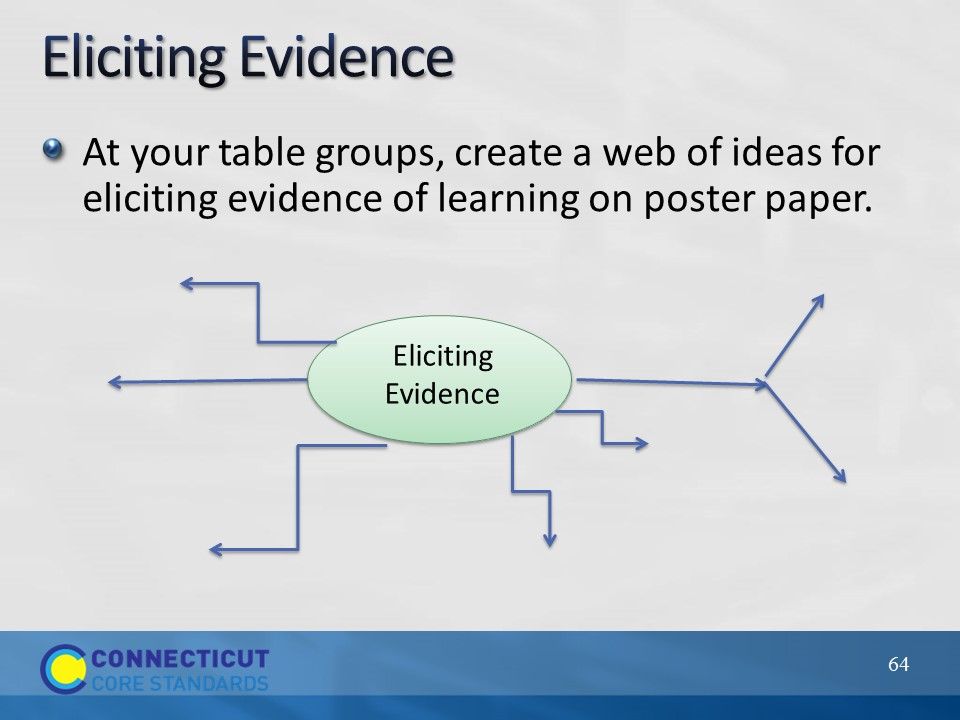 Eliciting Evidence
At your table groups, create a web of ideas for
eliciting evidence of learning on poster paper.
Eliciting
Evidence
CONNECTICUT
CORE STANDARDS
64